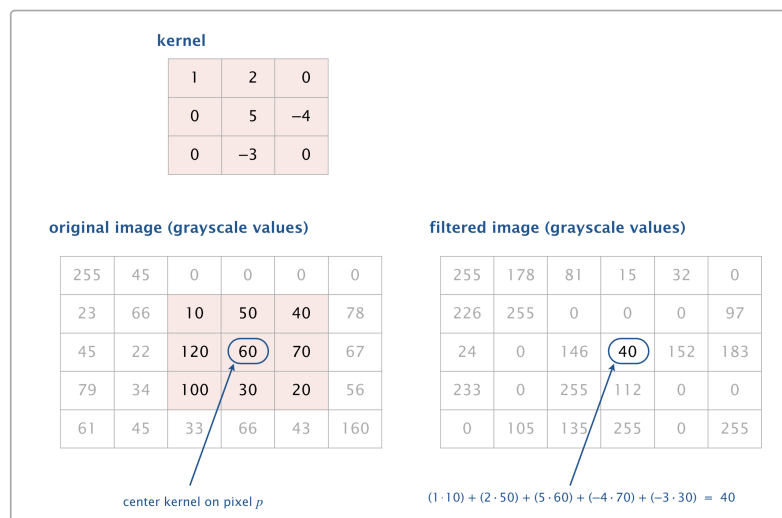 kernel
1 2 0
0 5 −4
0 −3 0
original image (grayscale values)
255 45 0 0 0 0
23 66 10 50 40 78
45 22 120 60 70 67
79 34 100 30 20 56
61 45 33 66 43 160
center kernel on pixel p
filtered image (grayscale values)
255 178 81 15 32 0
226 255 0 0 0 97
24 0 146 40 152 183
233 0 255 112 0 0
0 105 135 255 0 255
(1·10) + (2·50) + (5·60) + (−4·70) + (−3·30) = 40